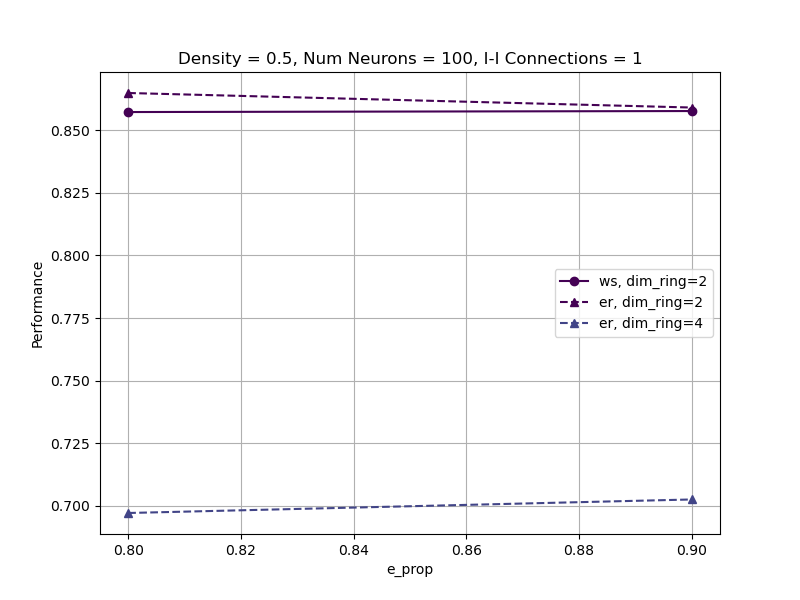 Density = 0.5, Num Neurons = 100, I-I Connections = 1
Performance
0.850
0.825
0.800
0.775
0.750
0.725
0.700
ws, dim_ring=2
er, dim_ring=2
er, dim_ring=4
0.80 0.82 0.84 0.86 0.88 0.90
e_prop